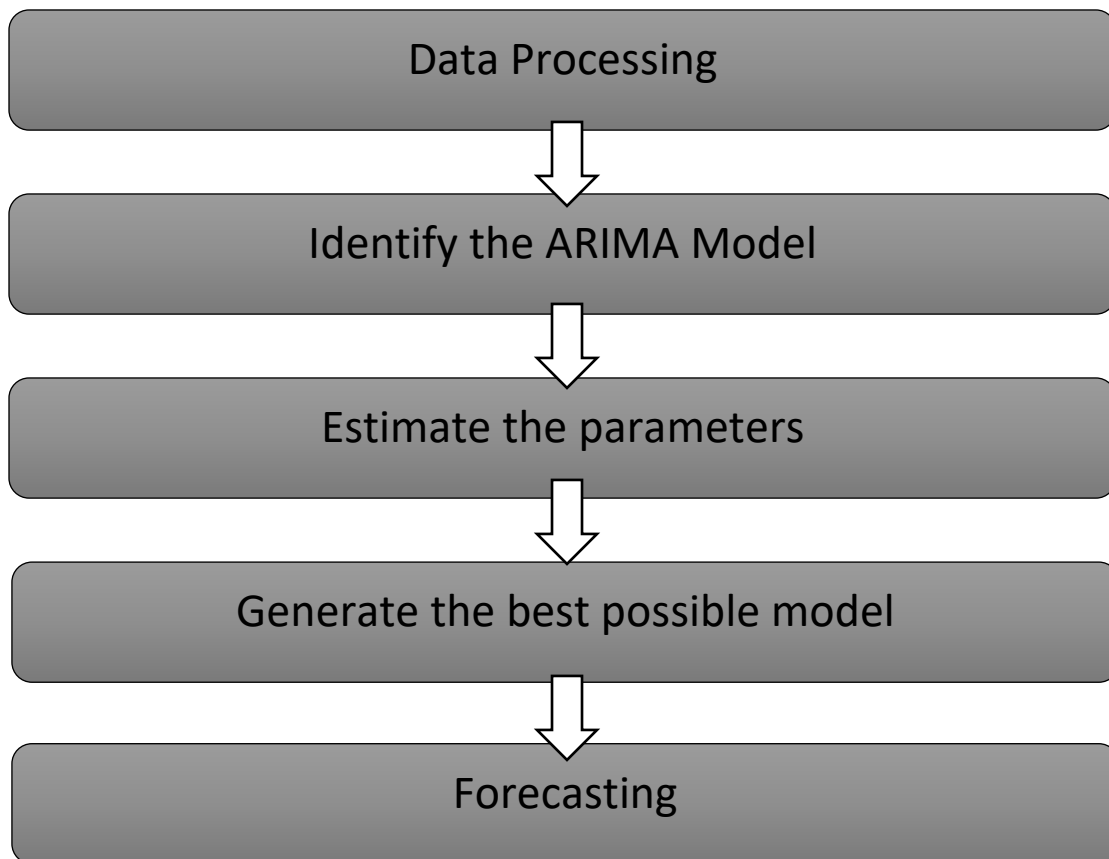 Data Processing
Identify the ARIMA Model
Estimate the parameters
Generate the best possible model
Forecasting